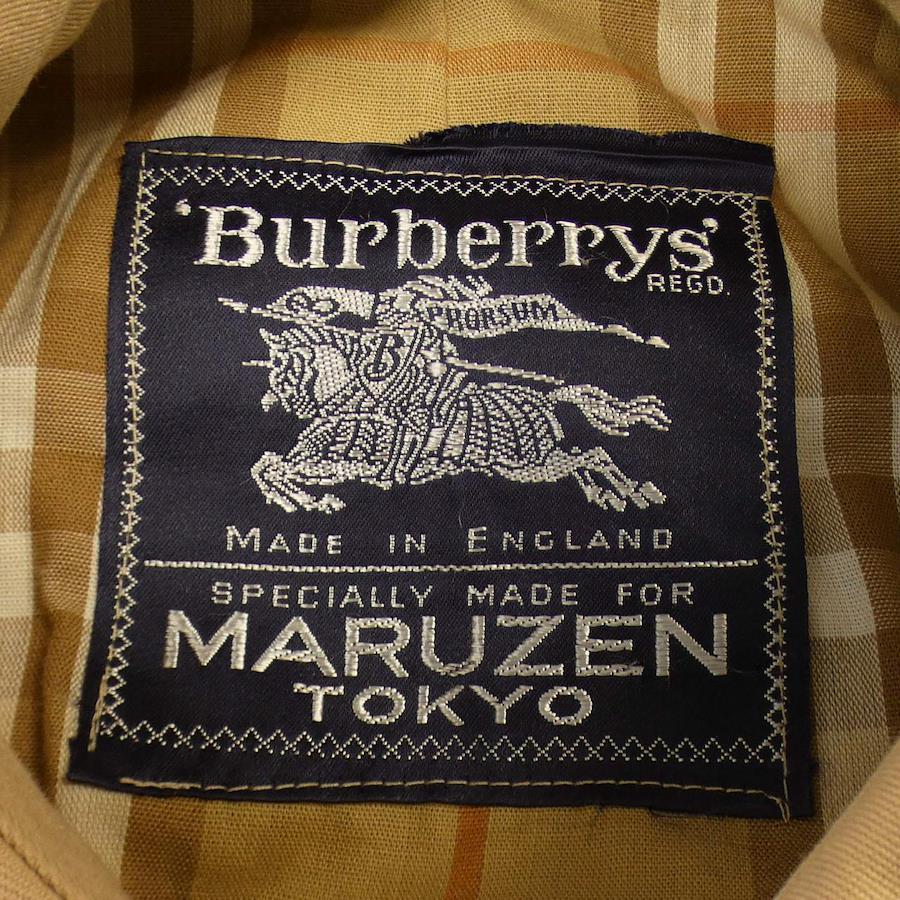 'Burberrys'
REGD.
PRORSUM
B
MADE IN ENGLAND
SPECIALLY MADE FOR
MARUZEN
TOKYO